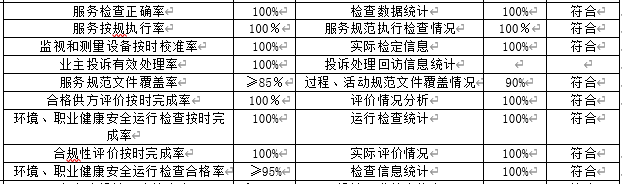 服务检查正确率 100% 检查数据统计 100% 符合
服务按规执行率 100% 服务规范执行检查情况 100% 符合
监视和测量设备按时校准率 100% 实际检定信息 100% 符合
业主投诉有效处理率 100% 投诉处理回访信息统计
服务规范文件覆盖率 ≥85% 过程、活动规范文件覆盖情况 90% 符合
合格供方评价按时完成率 100% 评价情况分析 100% 符合
环境、职业健康安全运行检查按时完 100% 运行检查统计 100% 符合
成率
合规性评价按时完成率 100% 实际评价情况 100% 符合
环境、职业健康安全运行检查合格率 ≥95% 检查信息统计 100% 符合